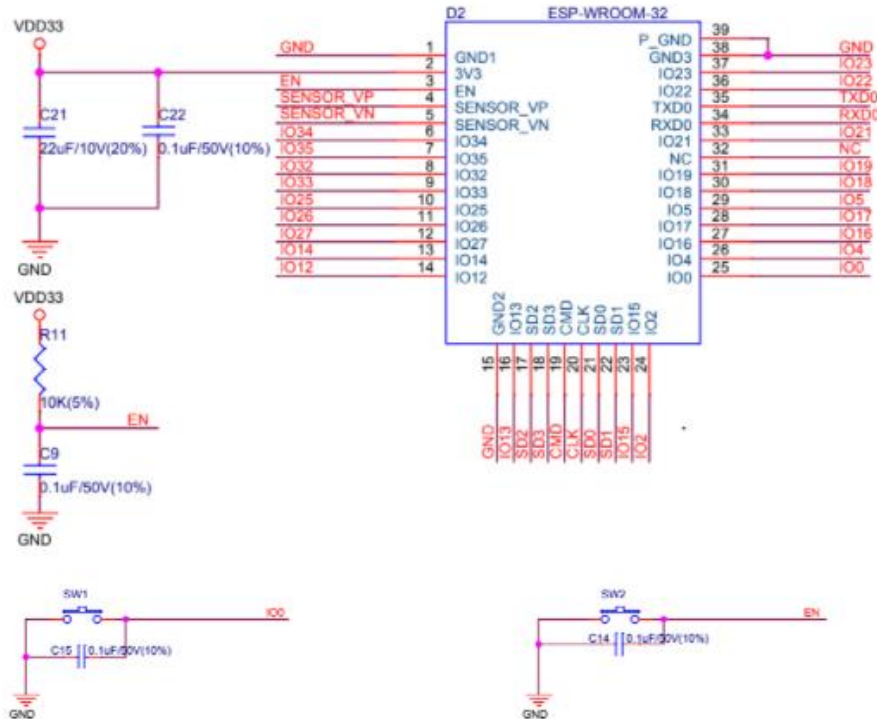 D2 ESP-WROOM-32
VDD33
C21
22uF/10V(20%)
C22
0.1uF/50V(10%)
GND
GND 1 GND1
2 3V3
EN 3 EN
SENSOR_VP 4 SENSOR_VP
SENSOR_VN 5 SENSOR_VN
IO34 6 IO34
IO35 7 IO35
IO32 8 IO32
IO33 9 IO33
IO25 10 IO25
IO26 11 IO26
IO27 12 IO27
IO14 13 IO14
IO12 14 IO12
P_GND 39
GND3 38 GND
IO23 37 IO23
IO22 36 IO22
TXD0 35 TXD0
RXD0 34 RXD0
IO21 33 IO21
NC 32 NC
IO19 31 IO19
IO18 30 IO18
IO5 29 IO5
IO17 28 IO17
IO16 27 IO16
IO4 26 IO4
IO0 25 IO0
GND2 15 GND
IO13 16 IO13
SD2 17 SD2
SD3 18 SD3
CMD 19 CMD
CLK 20 CLK
SD0 21 SD0
SD1 22 SD1
IO15 23 IO15
IO2 24 IO2
VDD33
R11
10K(5%)
EN
C9
0.1uF/50V(10%)
GND
SW1
IO0
C15 0.1uF/50V(10%)
GND
SW2
EN
C14 0.1uF/50V(10%)
GND